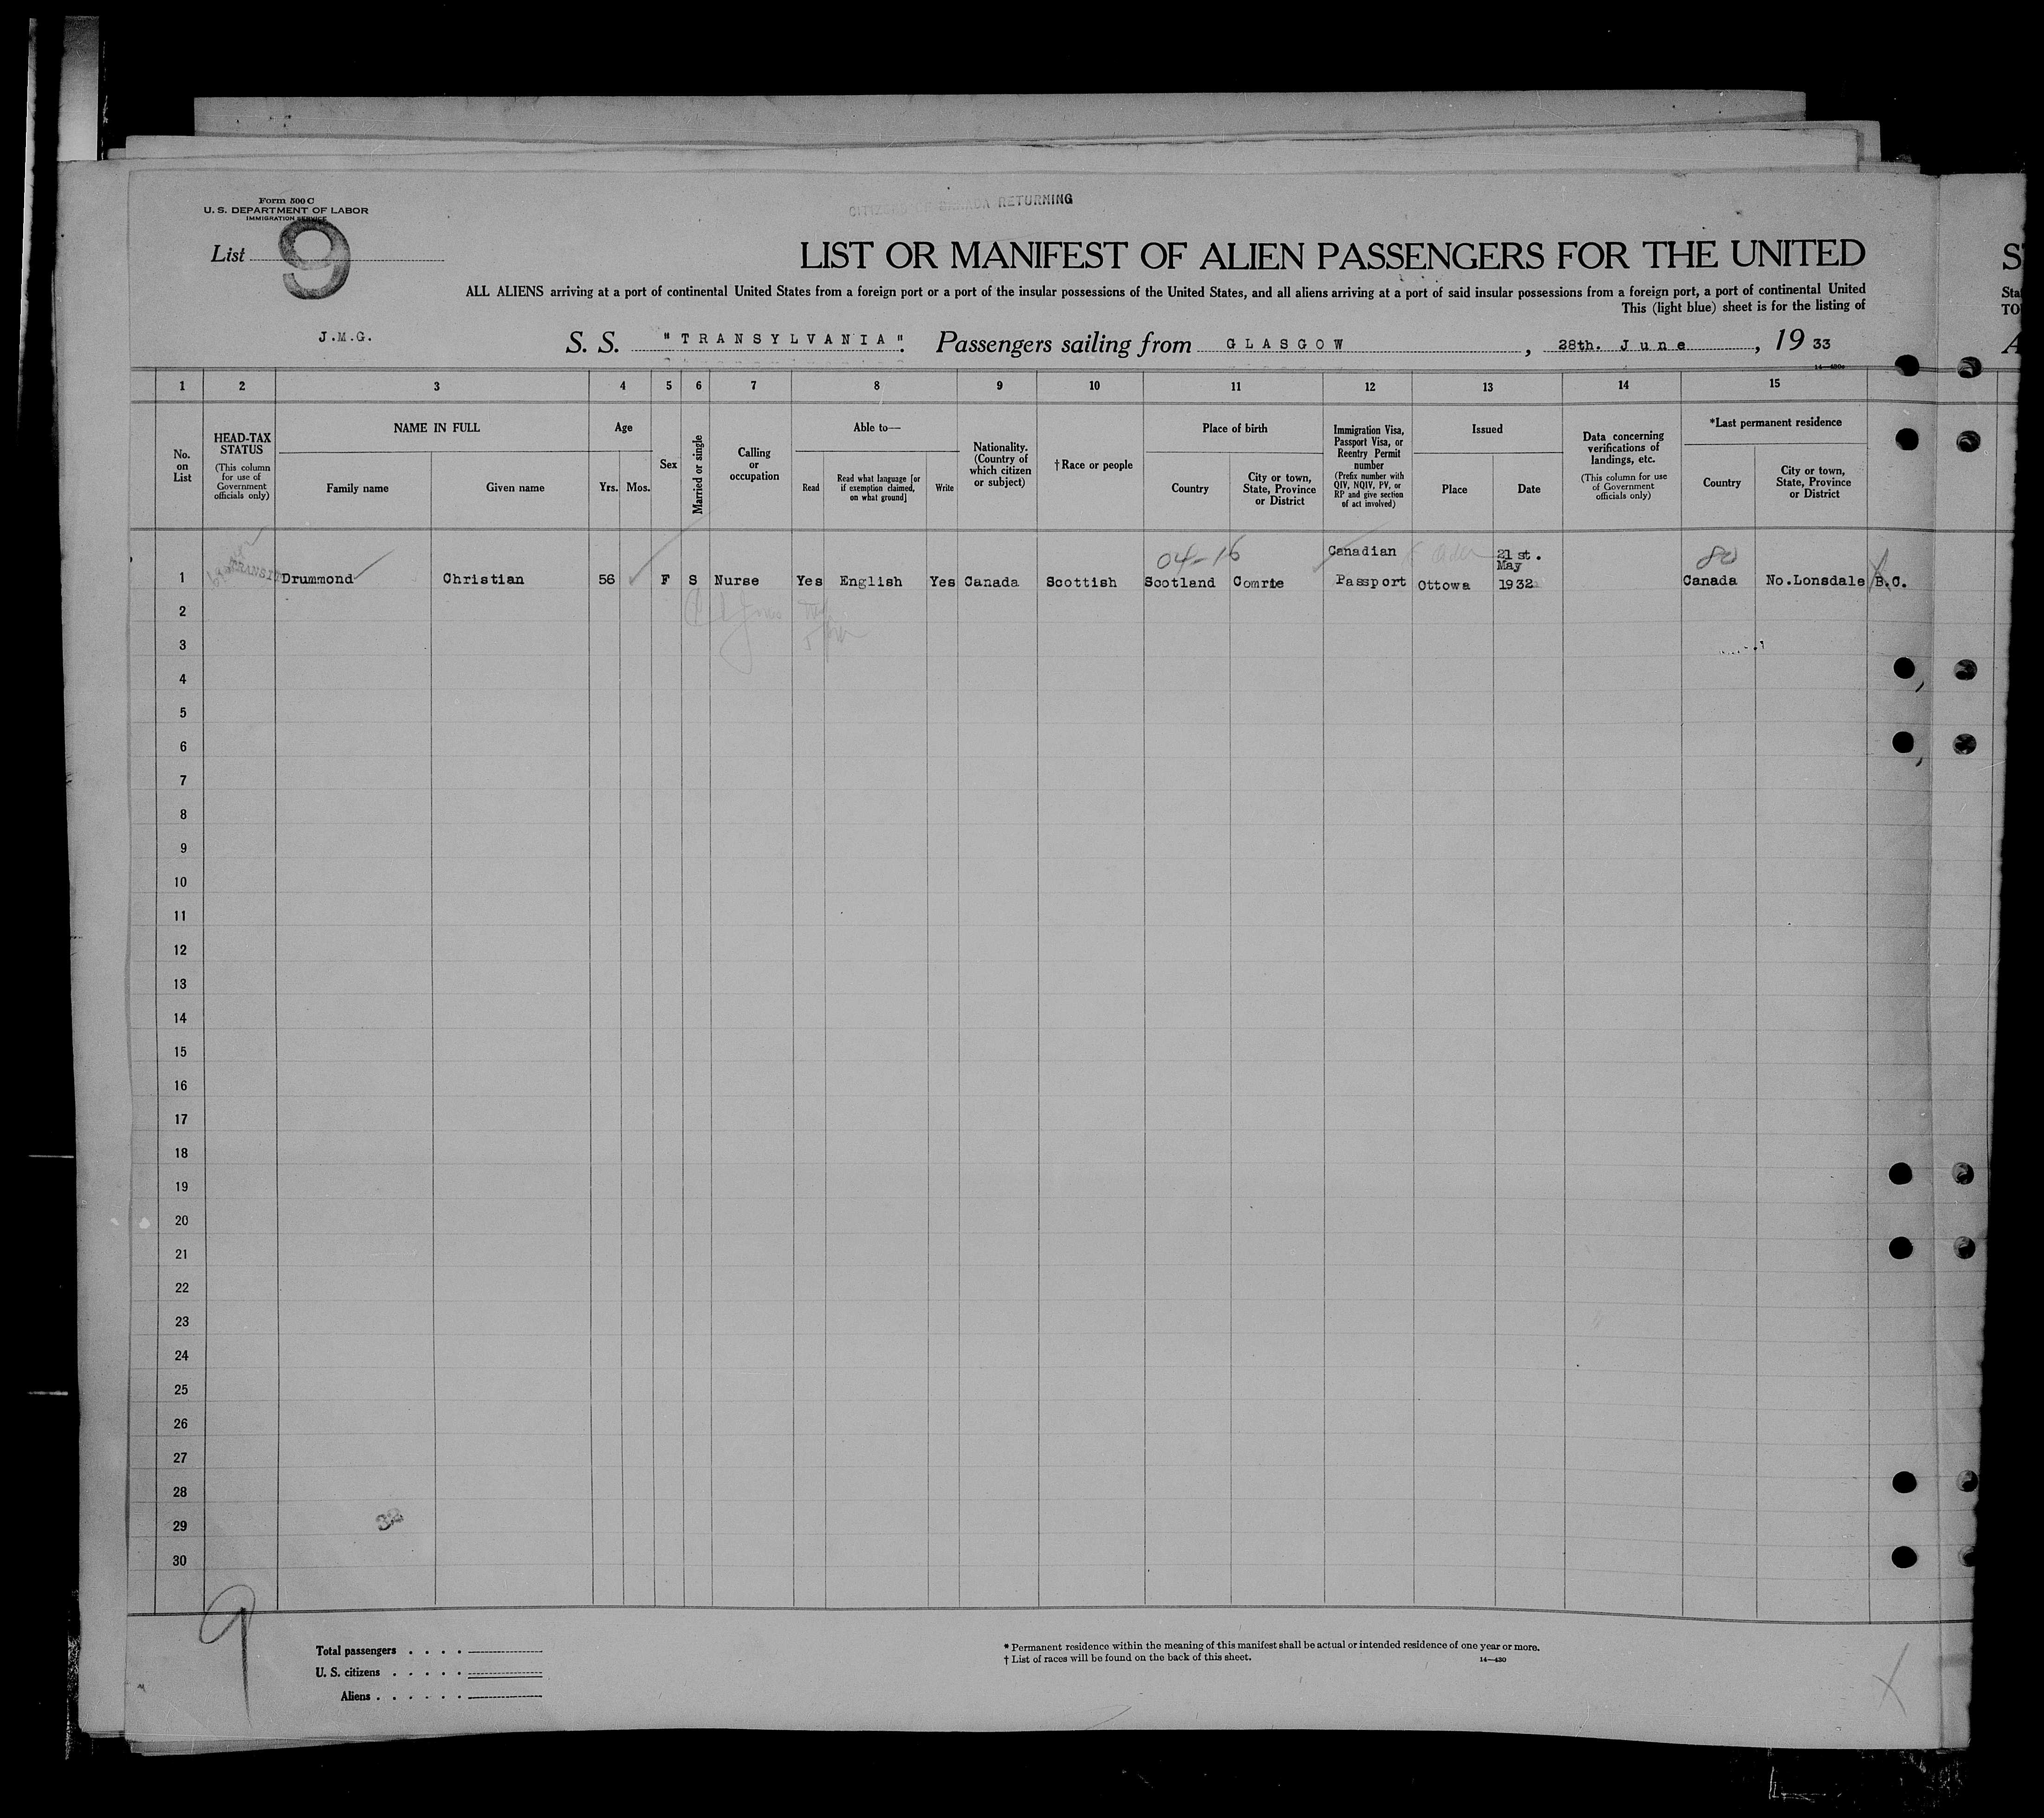 Form 500 C
U. S. DEPARTMENT OF LABOR
IMMIGRATION SERVICE
CITIZENS OF CANADA RETURNING
List 9
LIST OR MANIFEST OF ALIEN PASSENGERS FOR THE UNITED
S
ALL ALIENS arriving at a port of continental United States from a foreign port or a port of the insular possessions of the United States, and all aliens arriving at a port of said insular possessions from a foreign port, a port of continental United
Sta
This (light blue) sheet is for the listing of
TO
J.M.G.
S. S. "TRANSYLVANIA". Passengers sailing from GLASGOW, 28th. June, 19 33
A
1 2 3 4 5 6 7 8 9 10 11 12 13 14 15
No. on List
HEAD-TAX STATUS
(This column for use of Government officials only)
NAME IN FULL
Family name
Given name
Age
Yrs.
Mos.
Sex
Married or single
Calling or occupation
Able to—
Read
Read what language [or if exemption claimed, on what ground]
Write
Nationality. (Country of which citizen or subject)
†Race or people
Place of birth
Country
City or town, State, Province or District
Immigration Visa, Passport Visa, or Reentry Permit number
(Prefix number with QIV, NQIV, PV, or RP and give section of act involved)
Issued
Place
Date
Data concerning verifications of landings, etc.
(This column for use of Government officials only)
*Last permanent residence
Country
City or town, State, Province or District
04-16
80
TRANSIT
1 Drummond Christian 56 F S Nurse Yes English Yes Canada Scottish Scotland Comrie Canadian Passport Ottowa 21st. May 1932 Canada No.Lonsdale B.C.
2
3
4
5
6
7
8
9
10
11
12
13
14
15
16
17
18
19
20
21
22
23
24
25
26
27
28
29
30
9
Total passengers . . . .
U. S. citizens . . . . .
Aliens . . . . . .
* Permanent residence within the meaning of this manifest shall be actual or intended residence of one year or more.
† List of races will be found on the back of this sheet.
14—430